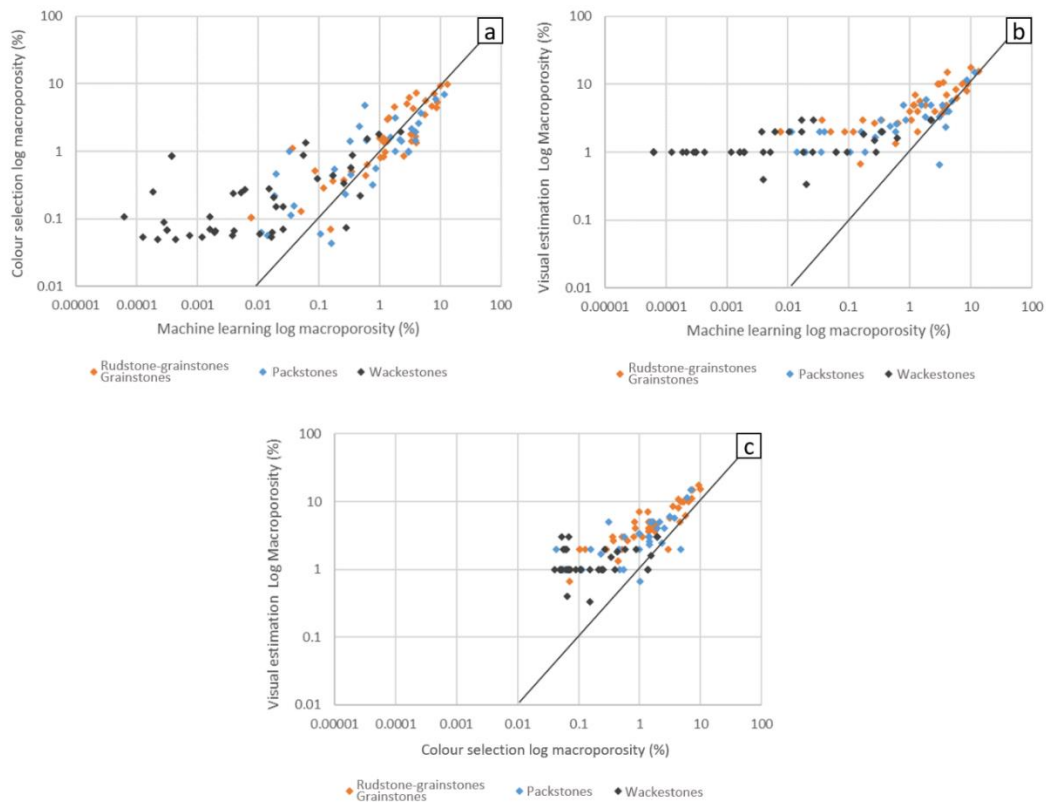 a
100
10
1
0.1
0.01
Colour selection log macroporosity (%)
0.00001 0.0001 0.001 0.01 0.1 1 10 100
Machine learning log macroporosity (%)
Rudstone-grainstones
Grainstones
Packstones
Wackestones
b
100
10
1
0.1
0.01
Visual estimation Log Macroporosity (%)
0.00001 0.0001 0.001 0.01 0.1 1 10 100
Machine learning log macroporosity (%)
Rudstone-grainstones
Grainstones
Packstones
Wackestones
c
100
10
1
0.1
0.01
Visual estimation Log Macroporosity (%)
0.00001 0.0001 0.001 0.01 0.1 1 10 100
Colour selection log macroporosity (%)
Rudstone-grainstones
Grainstones
Packstones
Wackestones